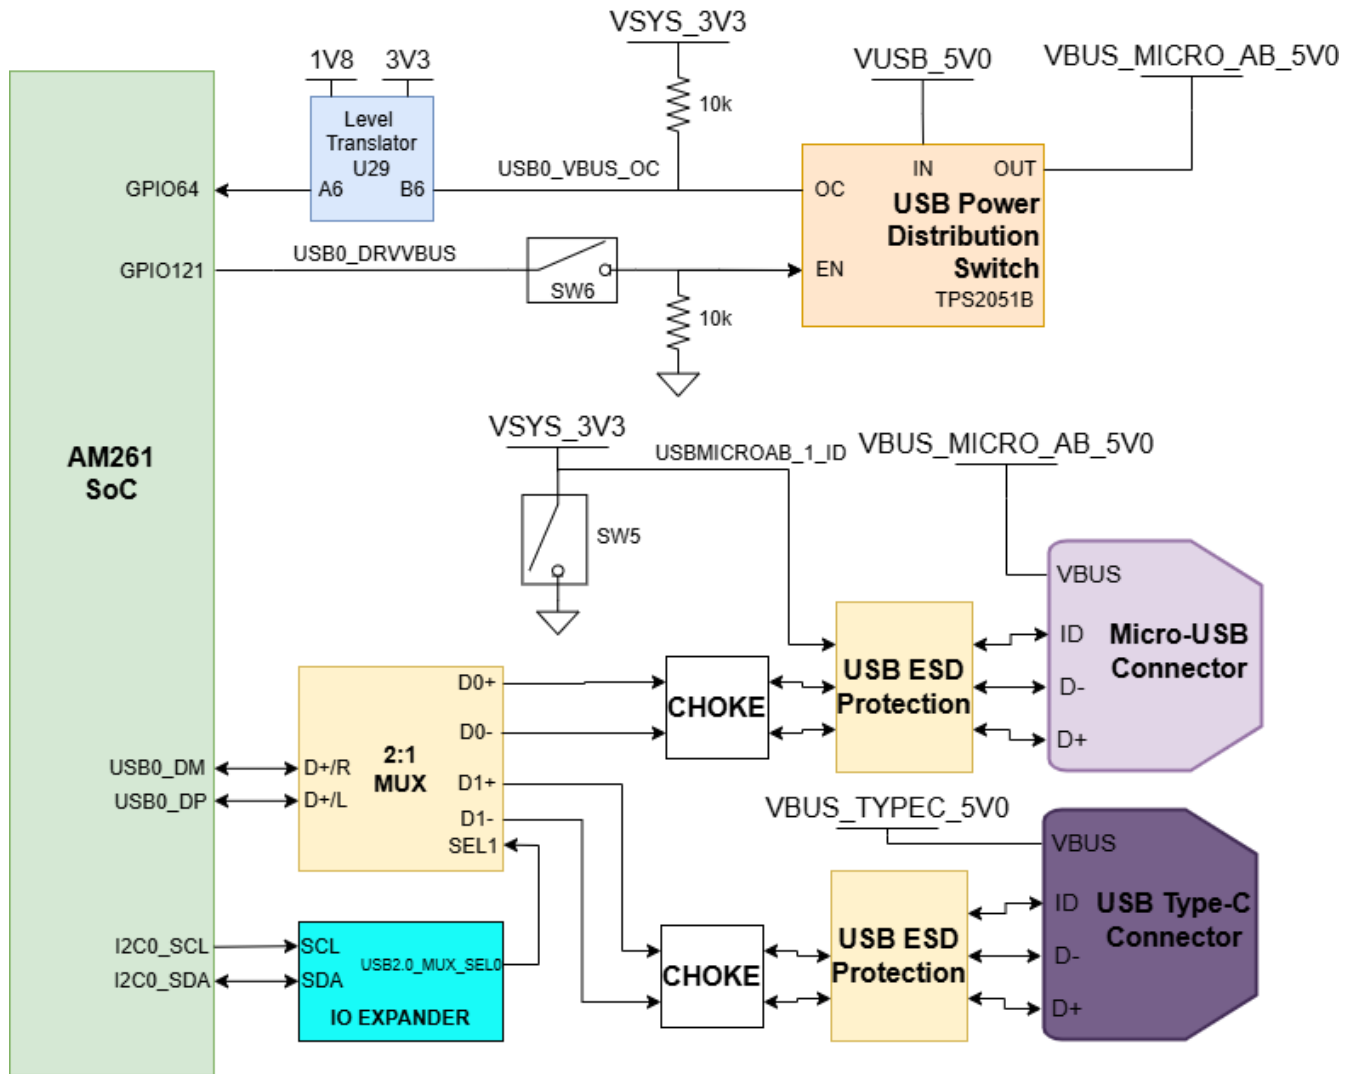 VSYS_3V3
1V8 3V3
VUSB_5V0
VBUS_MICRO_AB_5V0
10k
Level
Translator
U29
A6 B6
GPIO64
USB0_VBUS_OC
IN OUT
OC
USB Power
Distribution
Switch
TPS2051B
EN
GPIO121
USB0_DRVVBUS
SW6
10k
VSYS_3V3
USBMICROAB_1_ID
VBUS_MICRO_AB_5V0
AM261
SoC
SW5
VBUS
ID
D-
D+
Micro-USB
Connector
USB ESD
Protection
CHOKE
D0+
D0-
2:1
MUX
D1+
D1-
SEL1
USB0_DM
USB0_DP
D+/R
D+/L
VBUS_TYPEC_5V0
VBUS
ID
D-
D+
USB Type-C
Connector
USB ESD
Protection
CHOKE
I2C0_SCL
I2C0_SDA
SCL
SDA
USB2.0_MUX_SEL0
IO EXPANDER